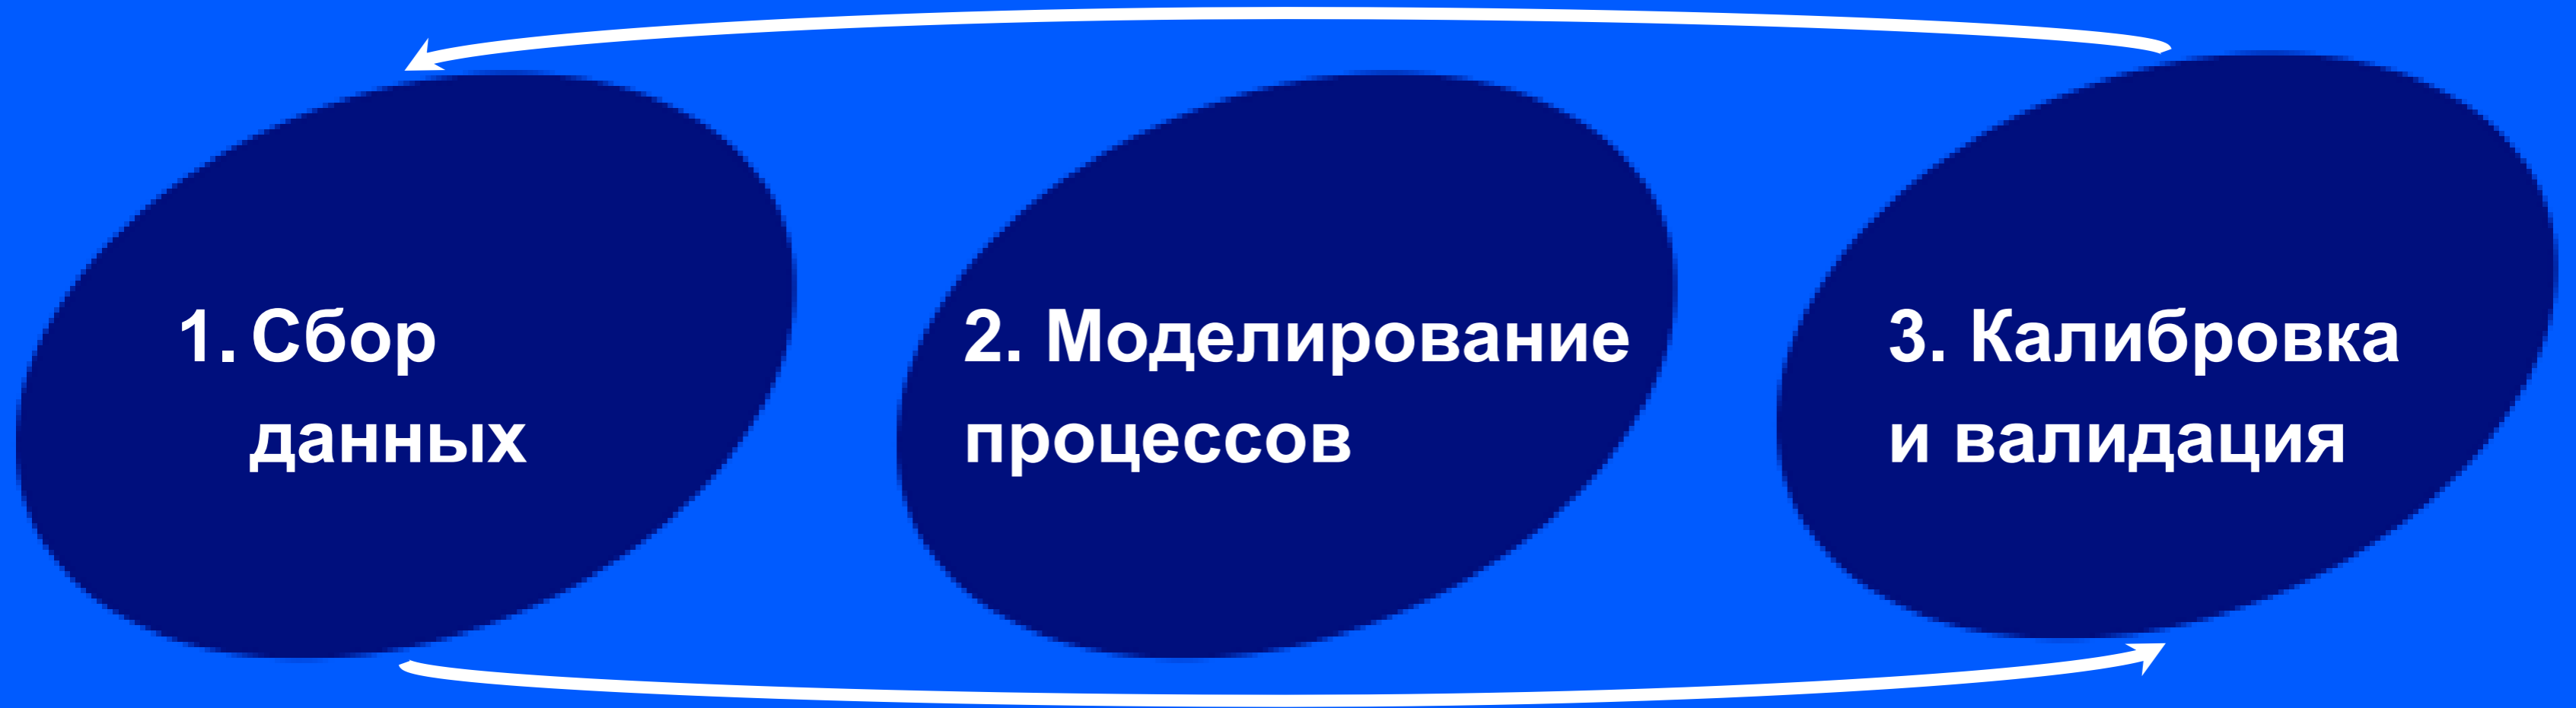 1. Сбор
данных
2. Моделирование
процессов
3. Калибровка
и валидация